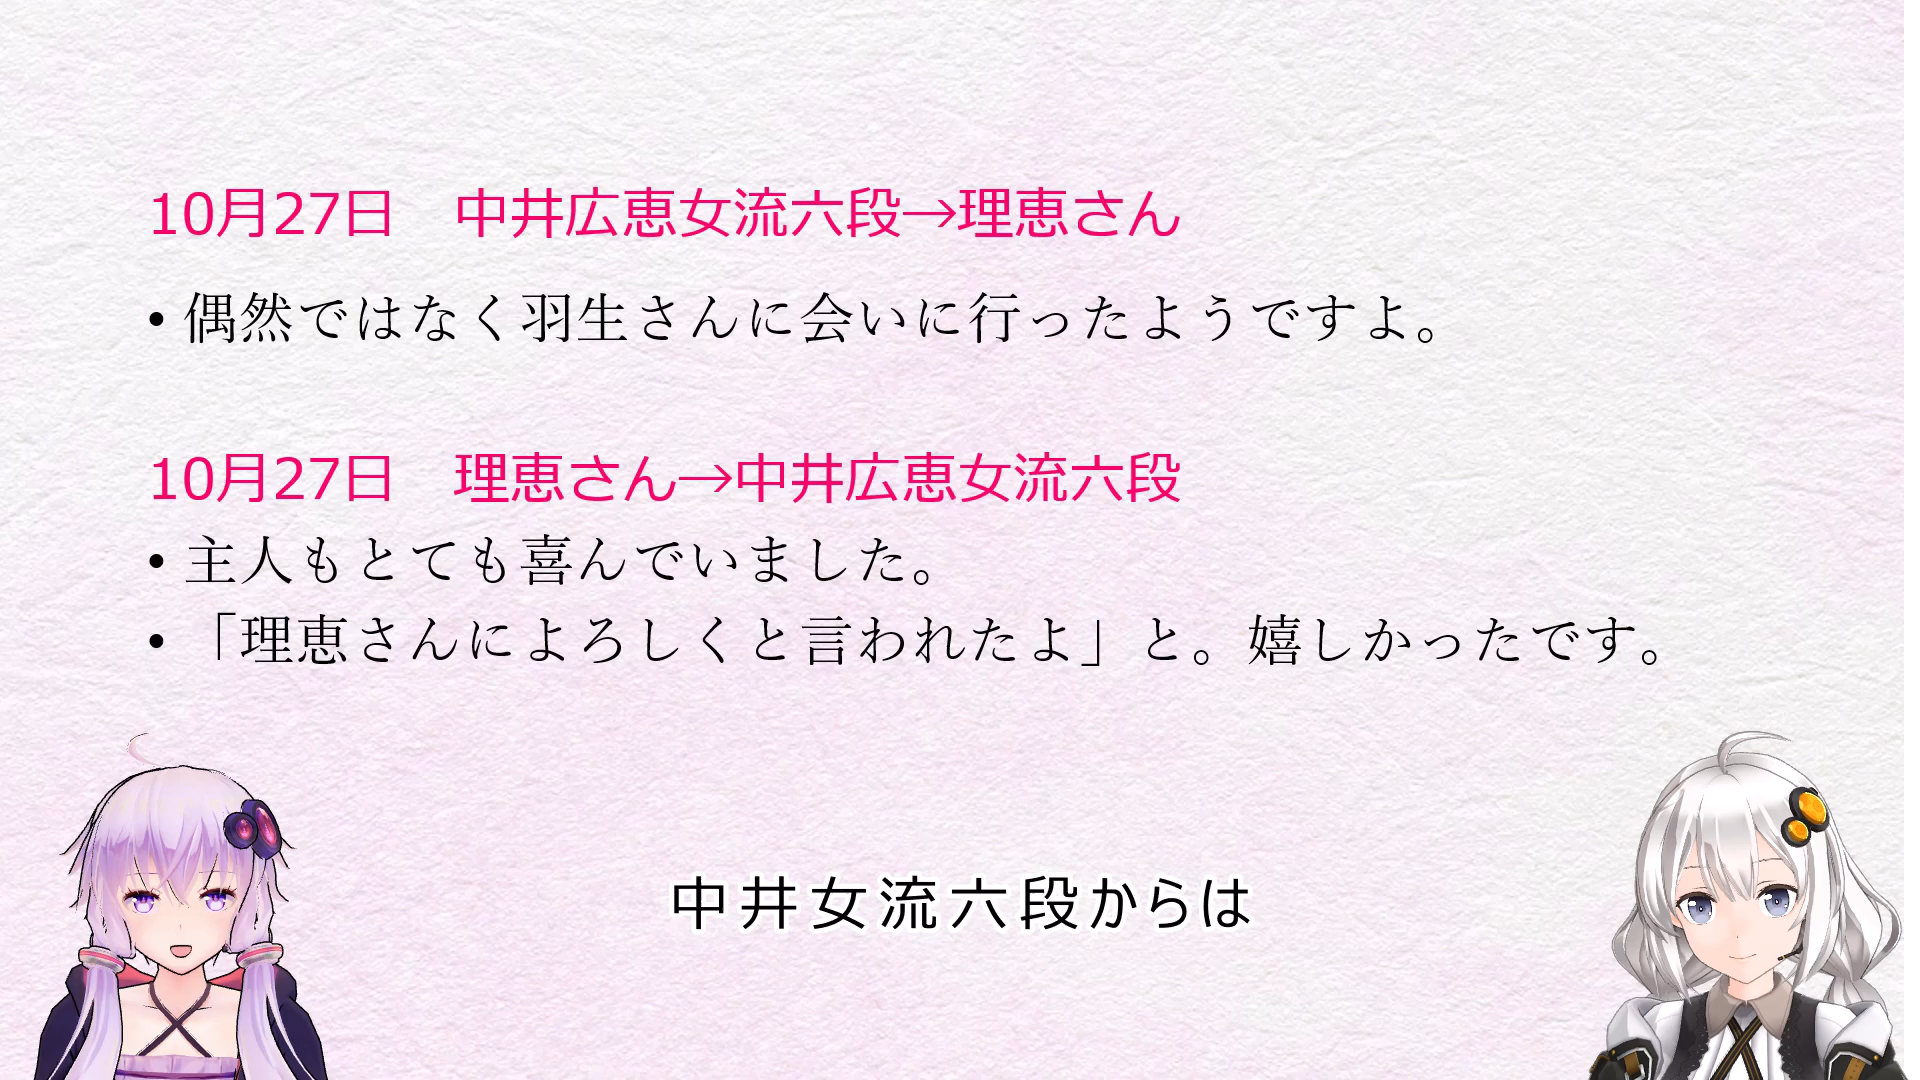 10月27日　中井広恵女流六段→理恵さん
• 偶然ではなく羽生さんに会いに行ったようですよ。
10月27日　理恵さん→中井広恵女流六段
• 主人もとても喜んでいました。
• 「理恵さんによろしくと言われたよ」と。嬉しかったです。
中井女流六段からは